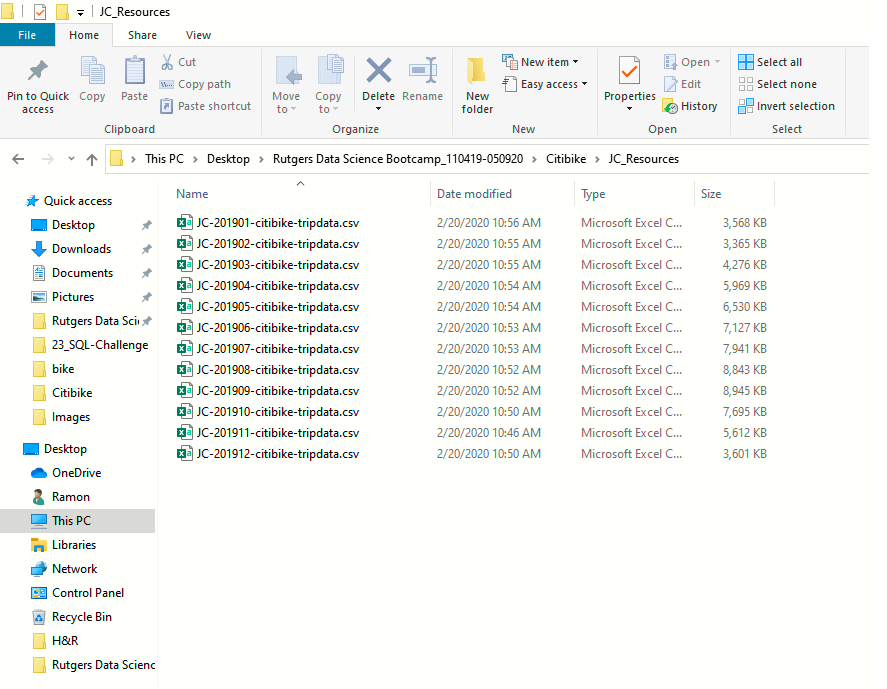 JC_Resources
File Home Share View
Pin to Quick access
Copy
Paste
Cut
Copy path
Paste shortcut
Clipboard
Move to
Copy to
Delete
Rename
Organize
New folder
New item
Easy access
New
Properties
Open
Edit
History
Open
Select all
Select none
Invert selection
Select
This PC > Desktop > Rutgers Data Science Bootcamp_110419-050920 > Citibike > JC_Resources
Quick access
Desktop
Downloads
Documents
Pictures
Rutgers Data Sci
23_SQL-Challenge
bike
Citibike
Images
Desktop
OneDrive
Ramon
This PC
Libraries
Network
Control Panel
Recycle Bin
H&R
Rutgers Data Scienc
Name Date modified Type Size
JC-201901-citibike-tripdata.csv 2/20/2020 10:56 AM Microsoft Excel C... 3,568 KB
JC-201902-citibike-tripdata.csv 2/20/2020 10:55 AM Microsoft Excel C... 3,365 KB
JC-201903-citibike-tripdata.csv 2/20/2020 10:55 AM Microsoft Excel C... 4,276 KB
JC-201904-citibike-tripdata.csv 2/20/2020 10:54 AM Microsoft Excel C... 5,969 KB
JC-201905-citibike-tripdata.csv 2/20/2020 10:54 AM Microsoft Excel C... 6,530 KB
JC-201906-citibike-tripdata.csv 2/20/2020 10:53 AM Microsoft Excel C... 7,127 KB
JC-201907-citibike-tripdata.csv 2/20/2020 10:53 AM Microsoft Excel C... 7,941 KB
JC-201908-citibike-tripdata.csv 2/20/2020 10:52 AM Microsoft Excel C... 8,843 KB
JC-201909-citibike-tripdata.csv 2/20/2020 10:52 AM Microsoft Excel C... 8,945 KB
JC-201910-citibike-tripdata.csv 2/20/2020 10:50 AM Microsoft Excel C... 7,695 KB
JC-201911-citibike-tripdata.csv 2/20/2020 10:46 AM Microsoft Excel C... 5,612 KB
JC-201912-citibike-tripdata.csv 2/20/2020 10:50 AM Microsoft Excel C... 3,601 KB